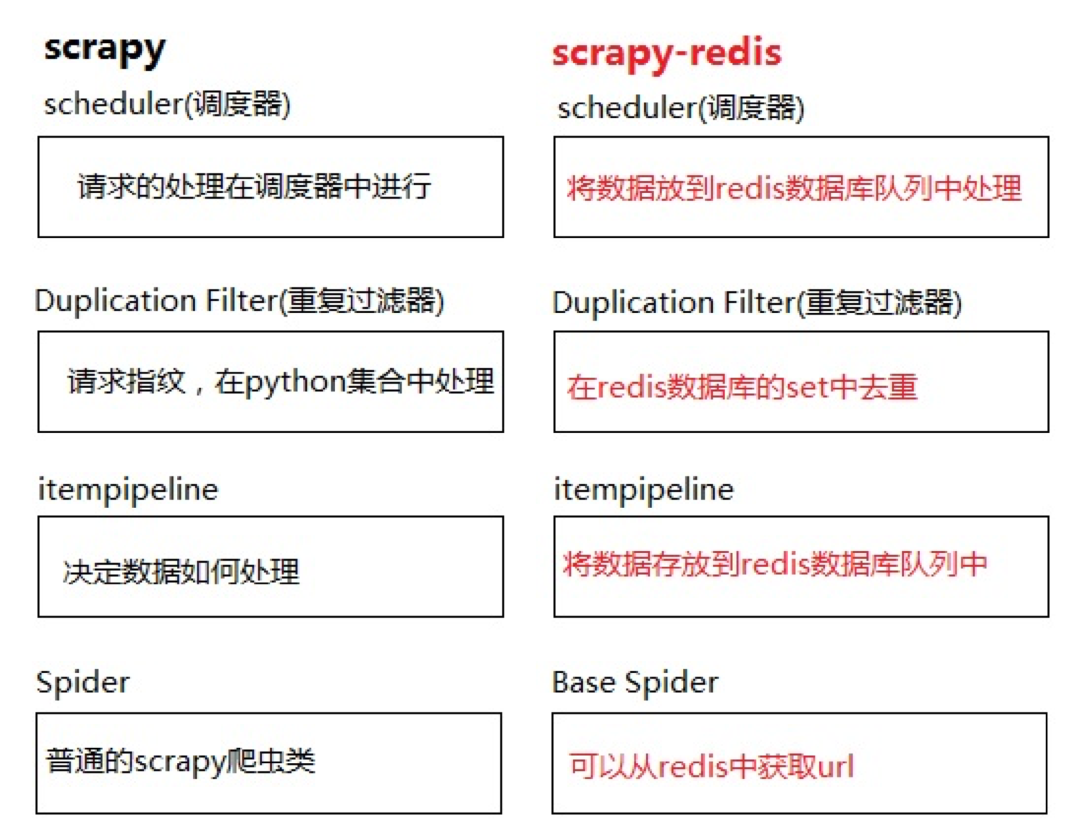 scrapy
scheduler(调度器)
请求的处理在调度器中进行
Duplication Filter(重复过滤器)
请求指纹，在python集合中处理
itempipeline
决定数据如何处理
Spider
普通的scrapy爬虫类
scrapy-redis
scheduler(调度器)
将数据放到redis数据库队列中处理
Duplication Filter(重复过滤器)
在redis数据库的set中去重
itempipeline
将数据存放到redis数据库队列中
Base Spider
可以从redis中获取url